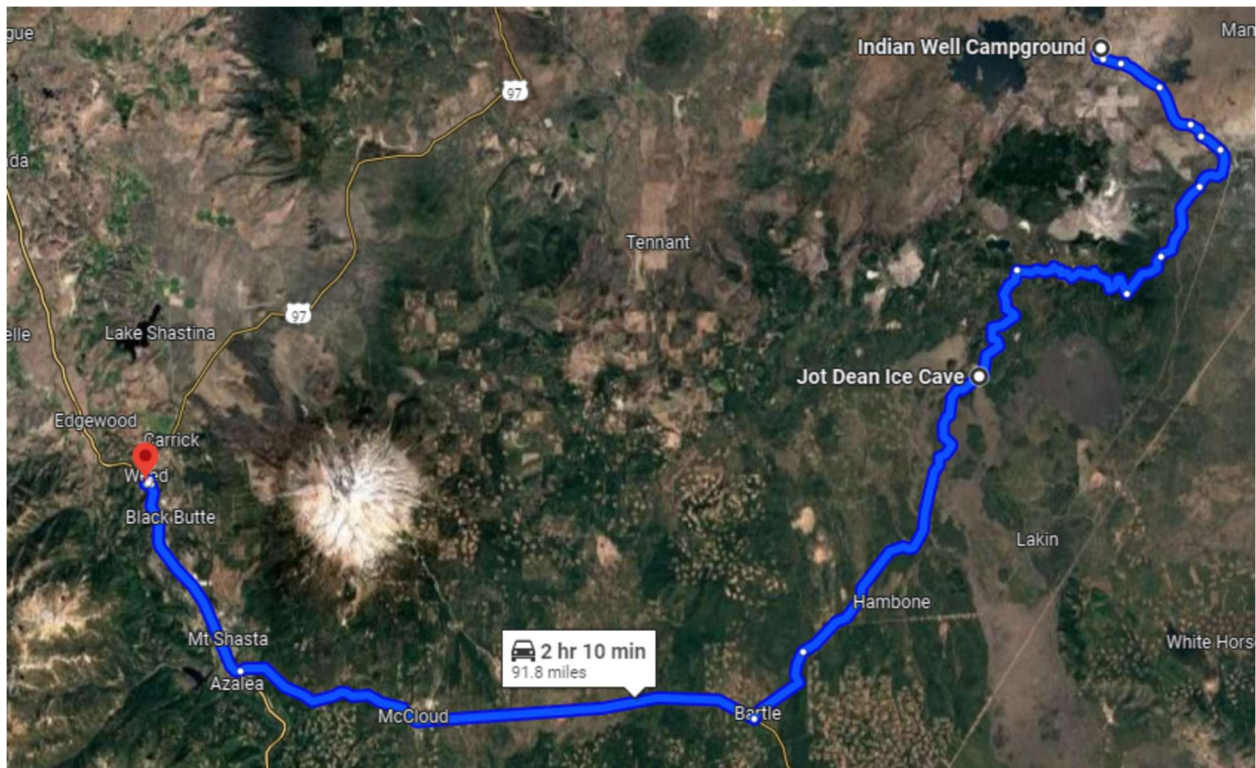 gue
Indian Well Campground
Man
97
da
Tennant
97
Lake Shastina
elle
Jot Dean Ice Cave
Edgewood
Carrick
Weed
Black Butte
Lakin
Hambone
Mt Shasta
White Hors
2 hr 10 min
91.8 miles
Azalea
McCloud
Bartle